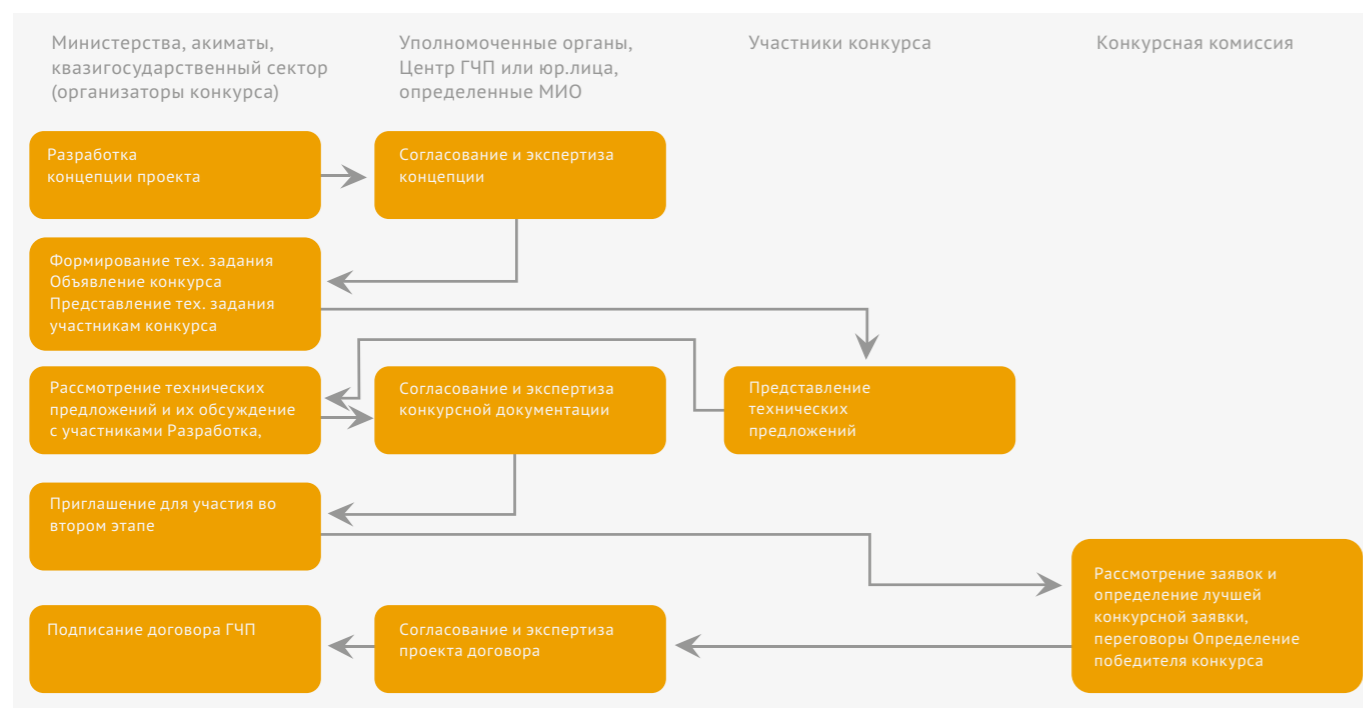 Министерства, акиматы,
квазигосударственный сектор
(организаторы конкурса)
Уполномоченные органы,
Центр ГЧП или юр.лица,
определенные МИО
Участники конкурса
Конкурсная комиссия
Разработка
концепции проекта
Согласование и экспертиза
концепции
Формирование тех. задания
Объявление конкурса
Представление тех. задания
участникам конкурса
Рассмотрение технических
предложений и их обсуждение
с участниками Разработка,
Согласование и экспертиза
конкурсной документации
Представление
технических
предложений
Приглашение для участия во
втором этапе
Рассмотрение заявок и
определение лучшей
конкурсной заявки,
переговоры Определение
победителя конкурса
Подписание договора ГЧП
Согласование и экспертиза
проекта договора